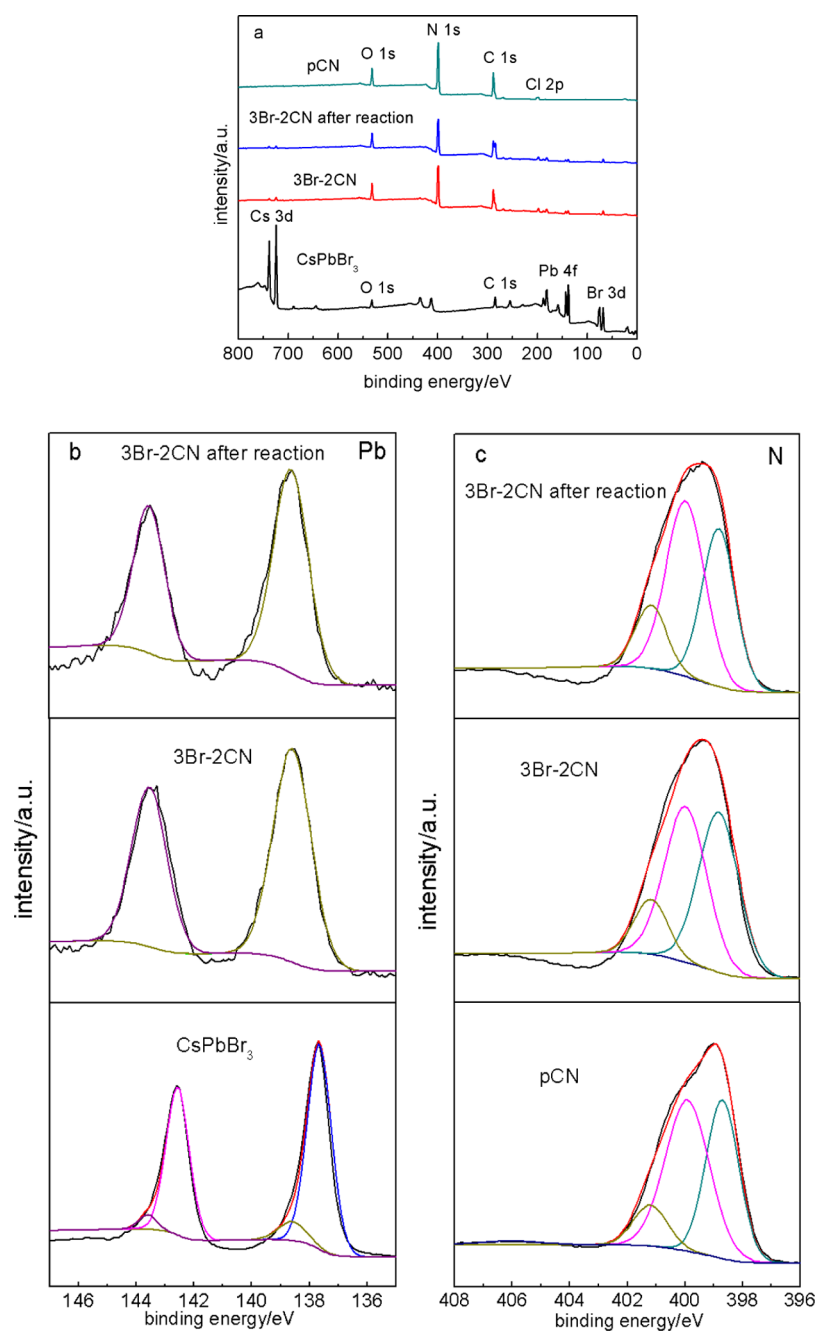 a
N 1s
O 1s
C 1s
pCN
Cl 2p
3Br-2CN after reaction
3Br-2CN
Cs 3d
CsPbBr₃
Pb 4f
O 1s
C 1s
Br 3d
intensity/a.u.
800 700 600 500 400 300 200 100 0
binding energy/eV
b Pb
3Br-2CN after reaction
3Br-2CN
CsPbBr₃
intensity/a.u.
146 144 142 140 138 136
binding energy/eV
c N
3Br-2CN after reaction
3Br-2CN
pCN
intensity/a.u.
408 406 404 402 400 398 396
binding energy/eV